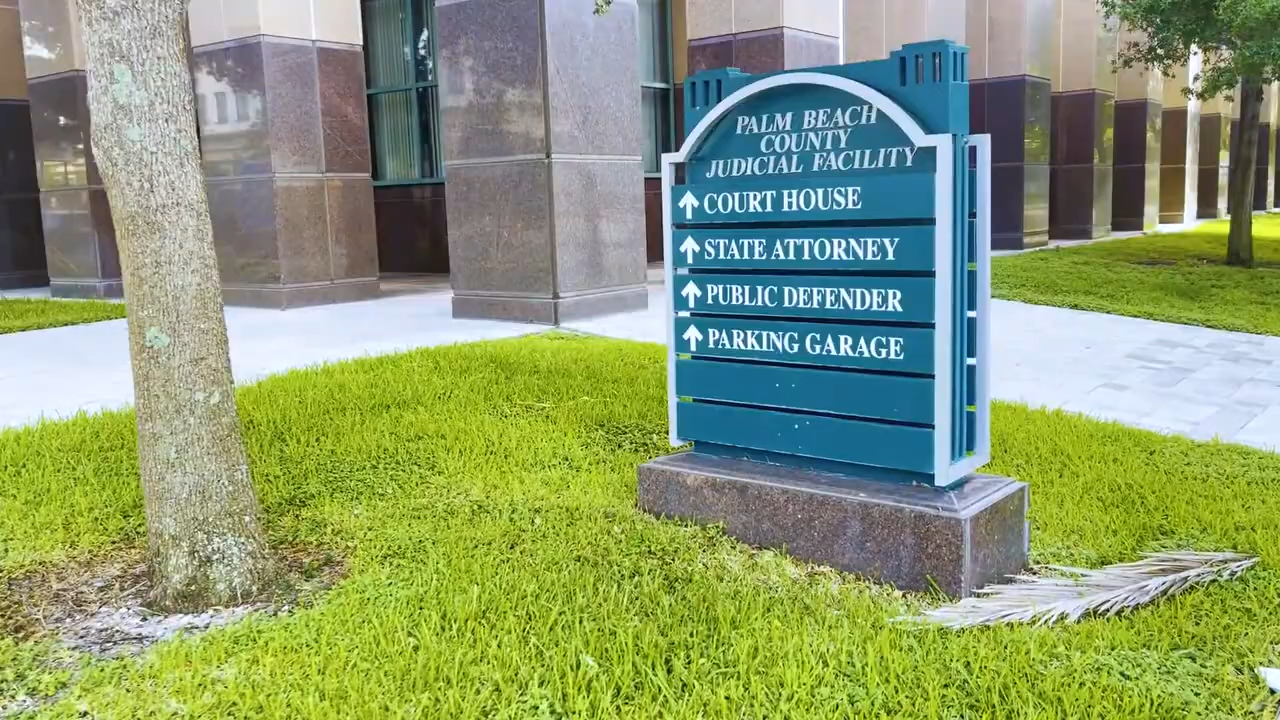 PALM BEACH
COUNTY
JUDICIAL FACILITY
↑ COURT HOUSE
↑ STATE ATTORNEY
↑ PUBLIC DEFENDER
↑ PARKING GARAGE